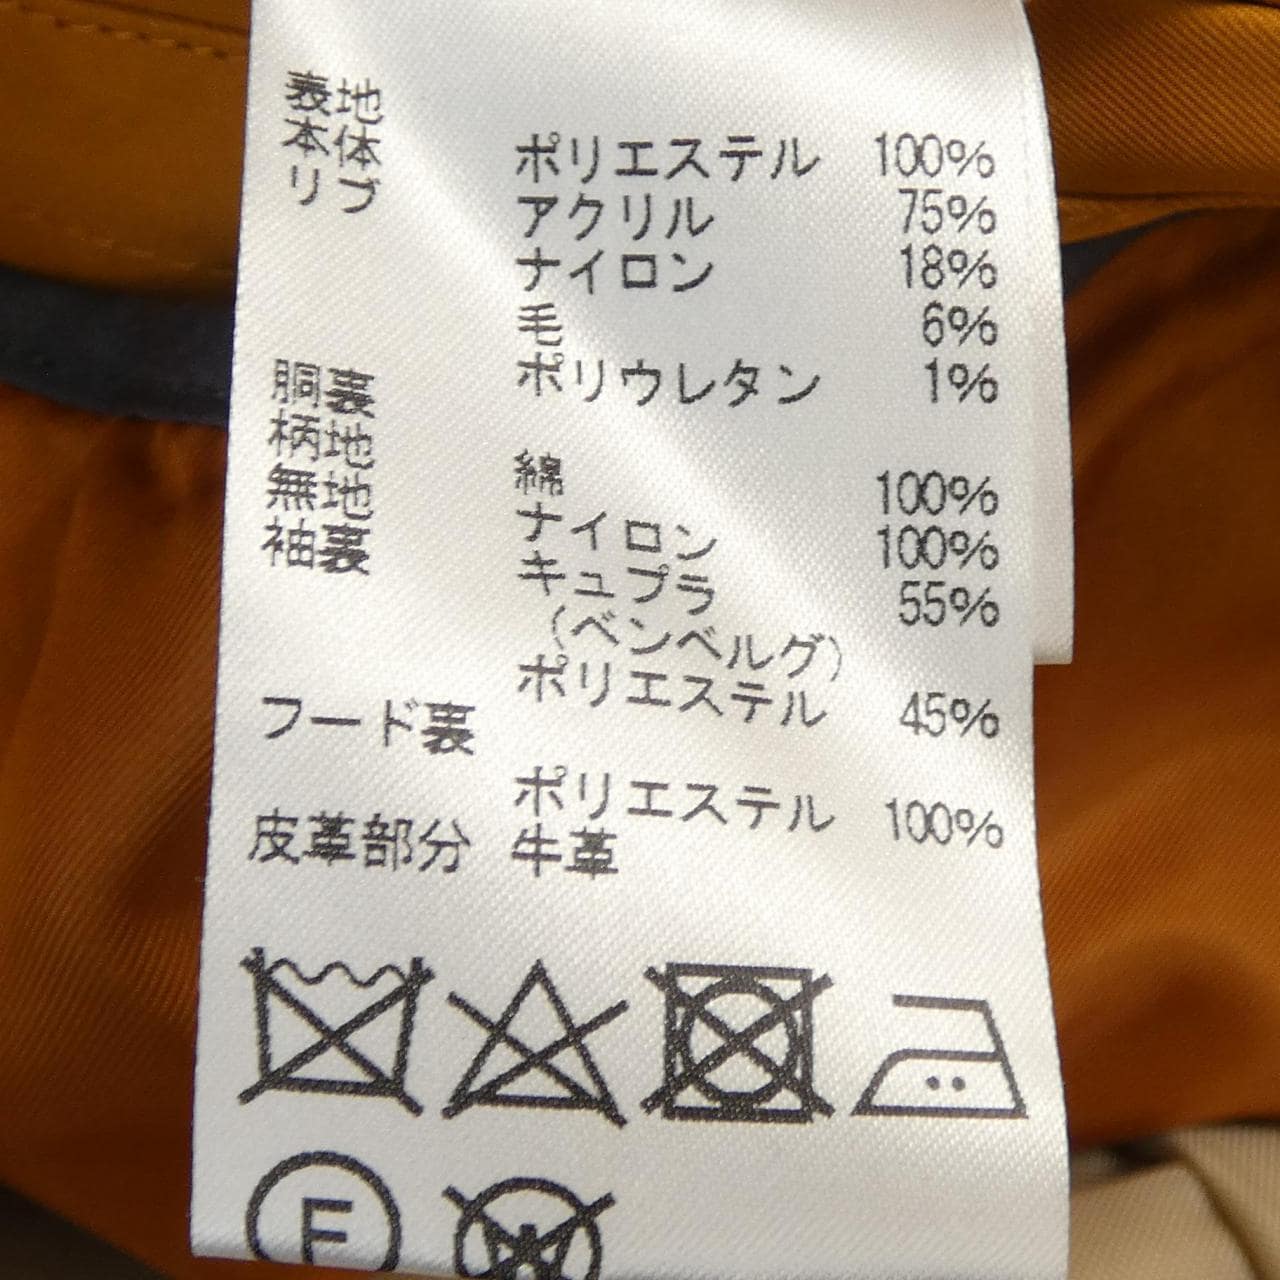 表地
本体 ポリエステル 100%
リブ アクリル 75%
ナイロン 18%
毛 6%
ポリウレタン 1%
胴裏
柄地 綿 100%
無地 ナイロン 100%
袖裏 キュプラ 55%
(ベンベルグ)
ポリエステル 45%
フード裏
ポリエステル 100%
皮革部分 牛革
F
W